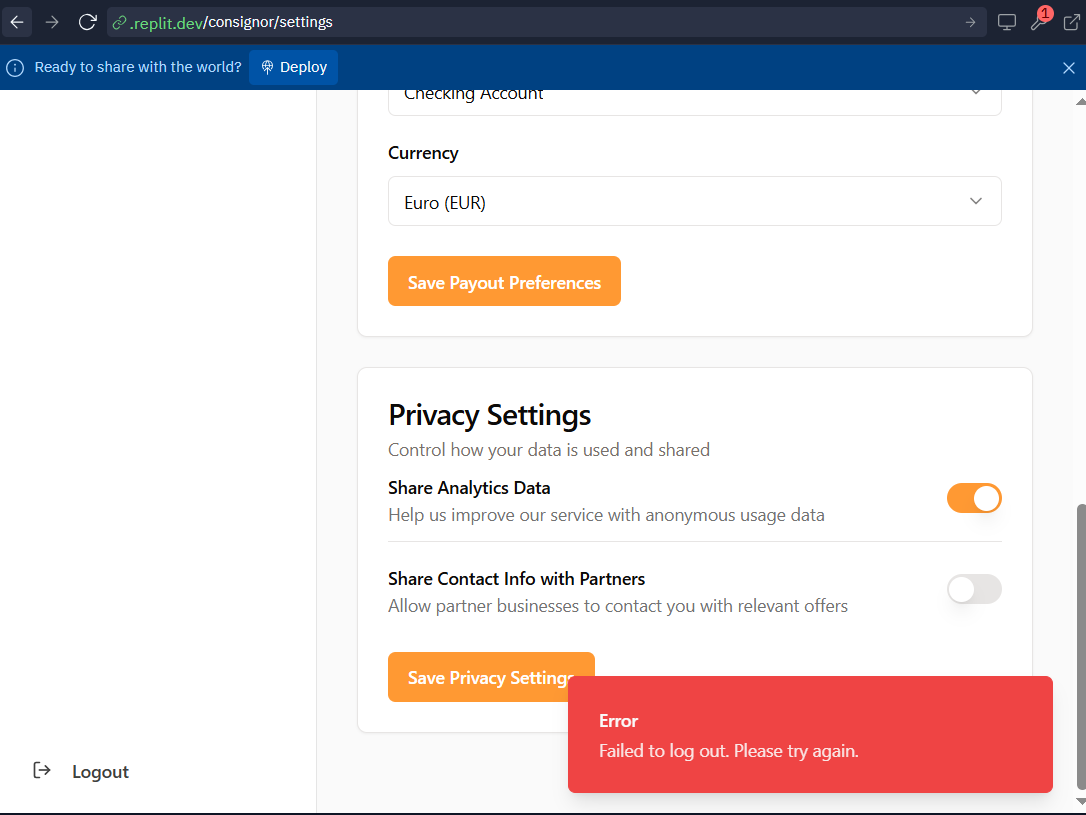 .replit.dev/consignor/settings
1
Ready to share with the world?
Deploy
Checking Account
Currency
Euro (EUR)
Save Payout Preferences
Privacy Settings
Control how your data is used and shared
Share Analytics Data
Help us improve our service with anonymous usage data
Share Contact Info with Partners
Allow partner businesses to contact you with relevant offers
Save Privacy Settings
Error
Failed to log out. Please try again.
Logout